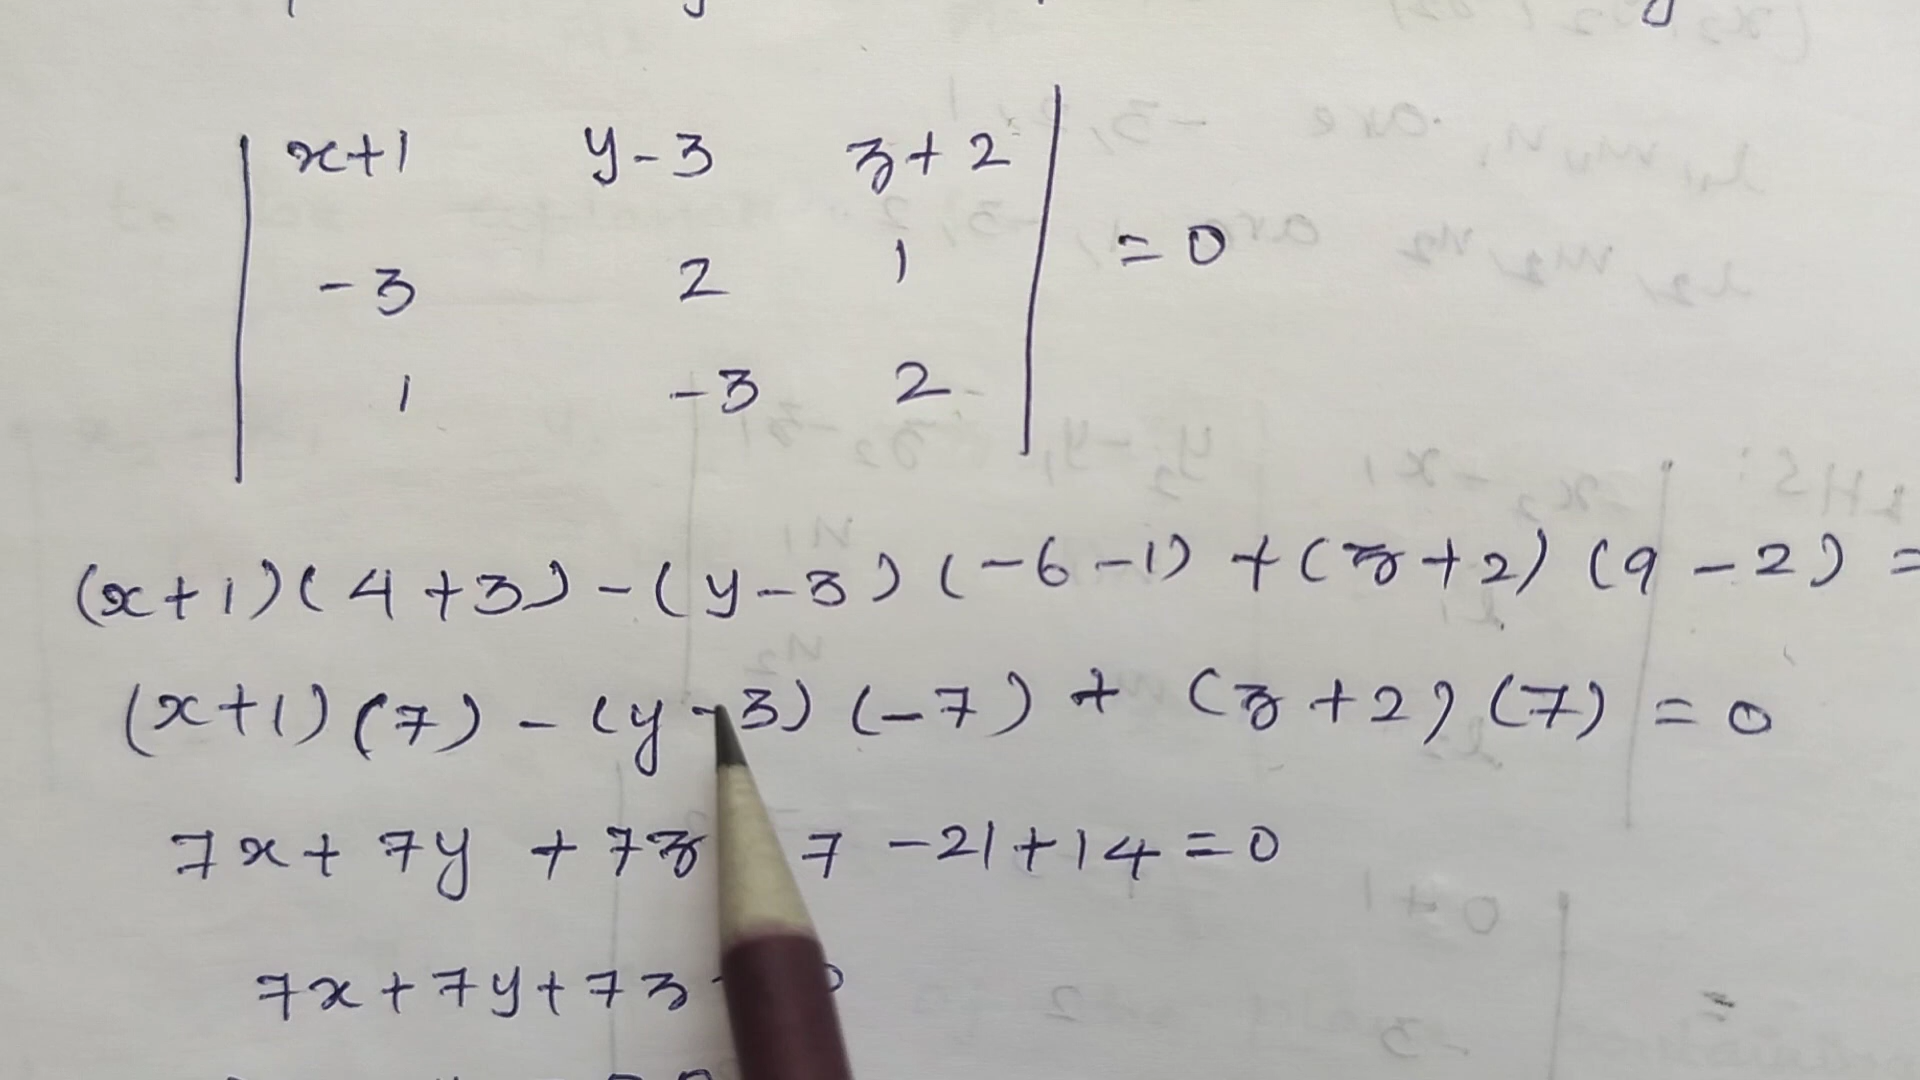 x+1 y-3 z+2
-3 2 1 = 0
1 -3 2
(x+1)(4+3)-(y-3)(-6-1)+(z+2)(9-2)=
(x+1)(7)-(y-3)(-7)+(z+2)(7)=0
7x+7y+7z 7-21+14=0
7x+7y+7z